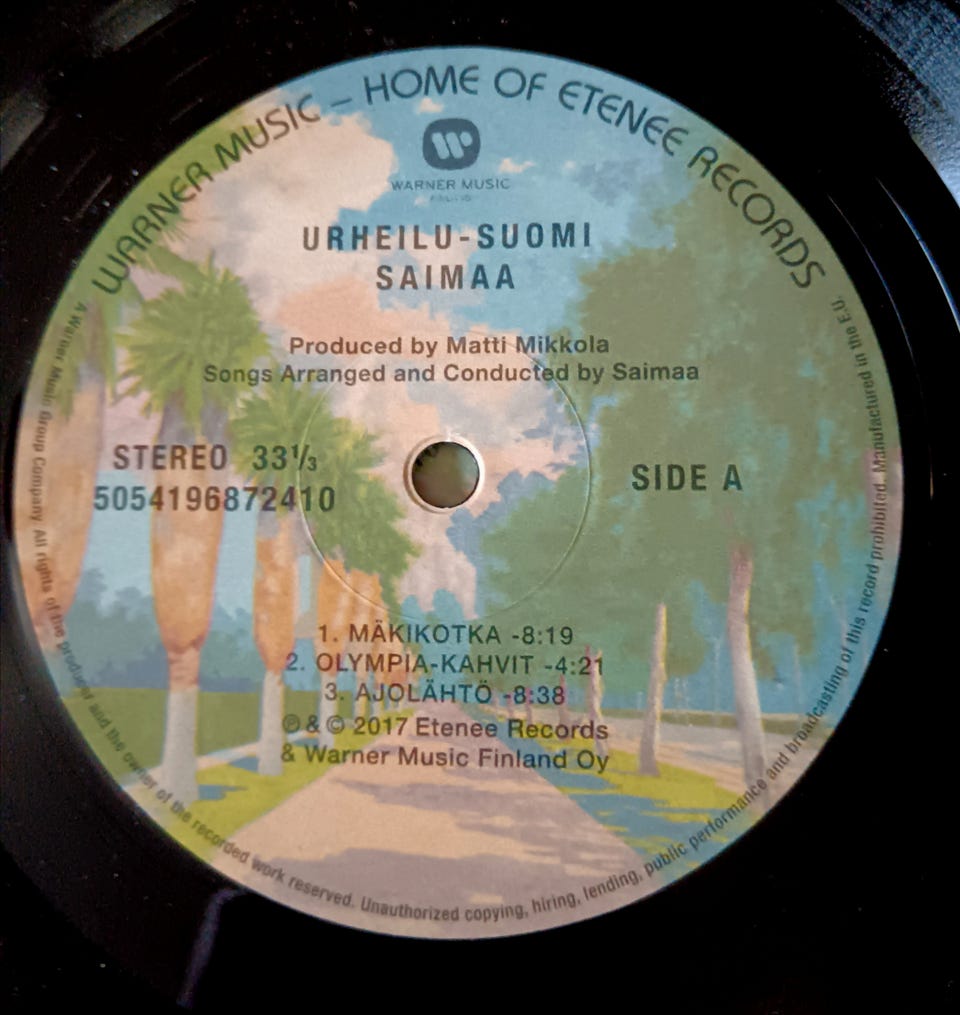 WARNER MUSIC – HOME OF ETENEE RECORDS
WARNER MUSIC
URHEILU-SUOMI
SAIMAA
Produced by Matti Mikkola
Songs Arranged and Conducted by Saimaa
STEREO 33⅓
5054196872410
SIDE A
1. MÄKIKOTKA -8:19
2. OLYMPIA-KAHVIT -4:21
3. AJOLÄHTÖ -8:38
℗ & © 2017 Etenee Records
& Warner Music Finland Oy
A Warner Music Group Company. All rights of the producer and the owner of the recorded work reserved. Unauthorized copying, hiring, lending, public performance and broadcasting of this record prohibited. Manufactured in the E.U.